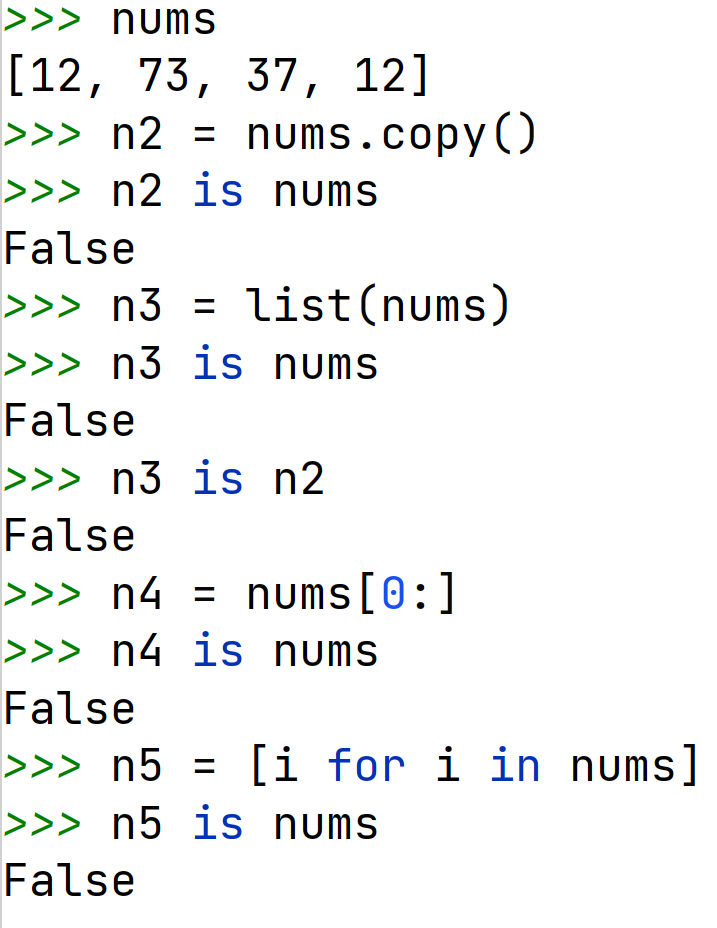 >>> nums
[12, 73, 37, 12]
>>> n2 = nums.copy()
>>> n2 is nums
False
>>> n3 = list(nums)
>>> n3 is nums
False
>>> n3 is n2
False
>>> n4 = nums[0:]
>>> n4 is nums
False
>>> n5 = [i for i in nums]
>>> n5 is nums
False